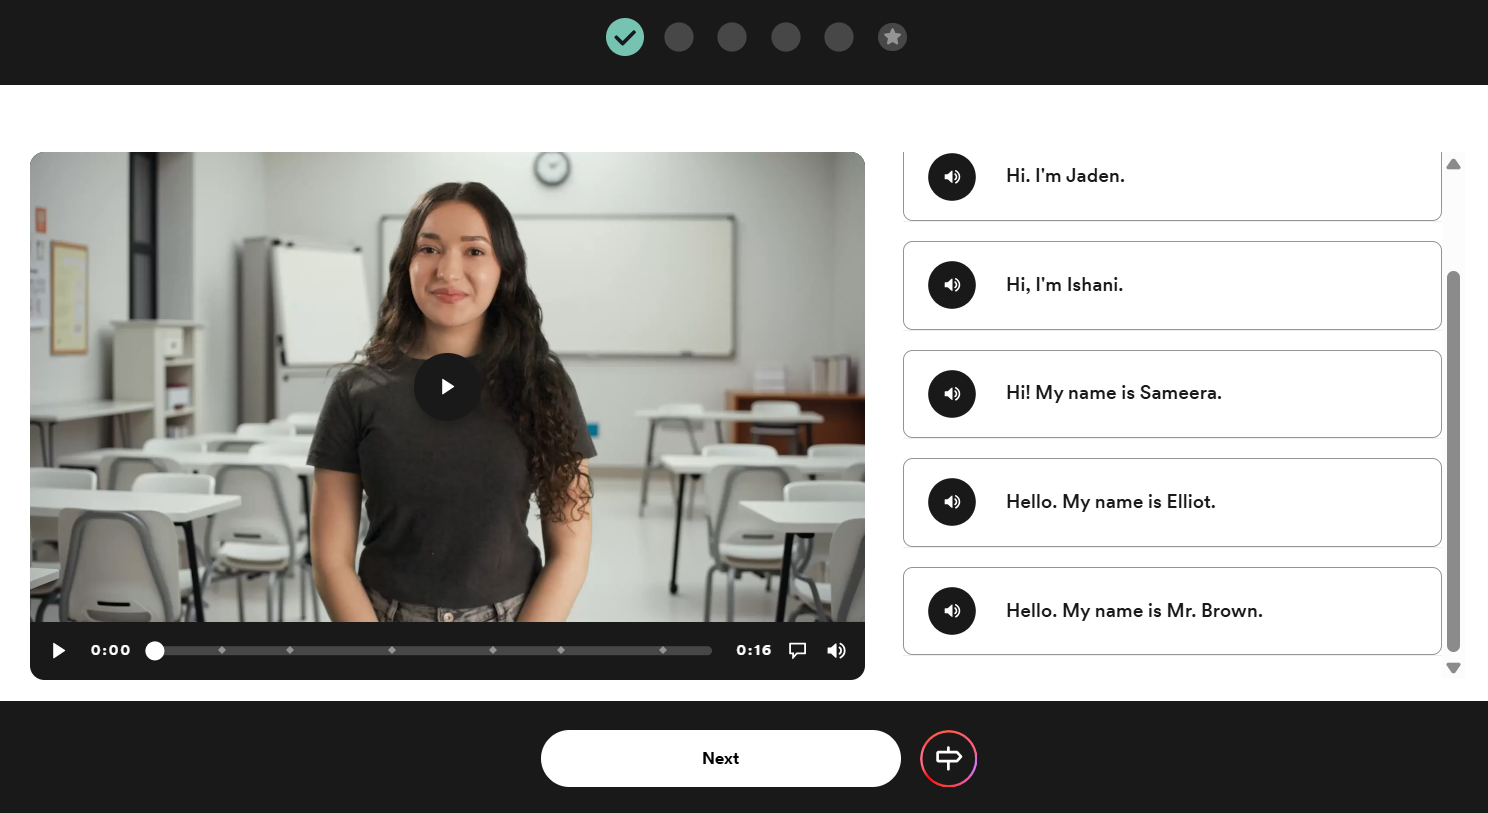 Hi. I'm Jaden.
Hi, I'm Ishani.
Hi! My name is Sameera.
Hello. My name is Elliot.
Hello. My name is Mr. Brown.
0:00
0:16
Next